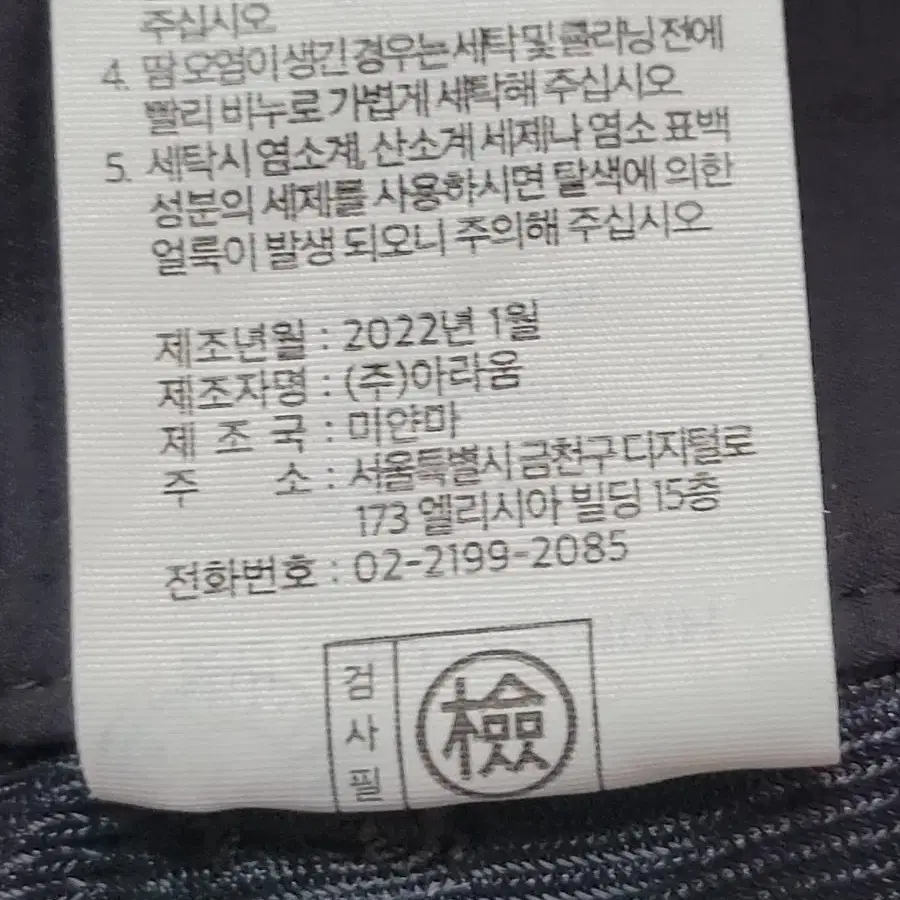 주십시오
4. 땀 오염이 생긴 경우는 세탁 및 클리닝 전에
빨리 비누로 가볍게 세탁해 주십시오
5. 세탁시 염소계, 산소계 세제나 염소 표백
성분의 세제를 사용하시면 탈색에 의한
얼룩이 발생 되오니 주의해 주십시오
제조년월 : 2022년 1월
제조자명 : (주)아라움
제 조 국 : 미얀마
주 소 : 서울특별시 금천구 디지털로
173 엘리시아 빌딩 15층
전화번호 : 02-2199-2085
검사필
檢